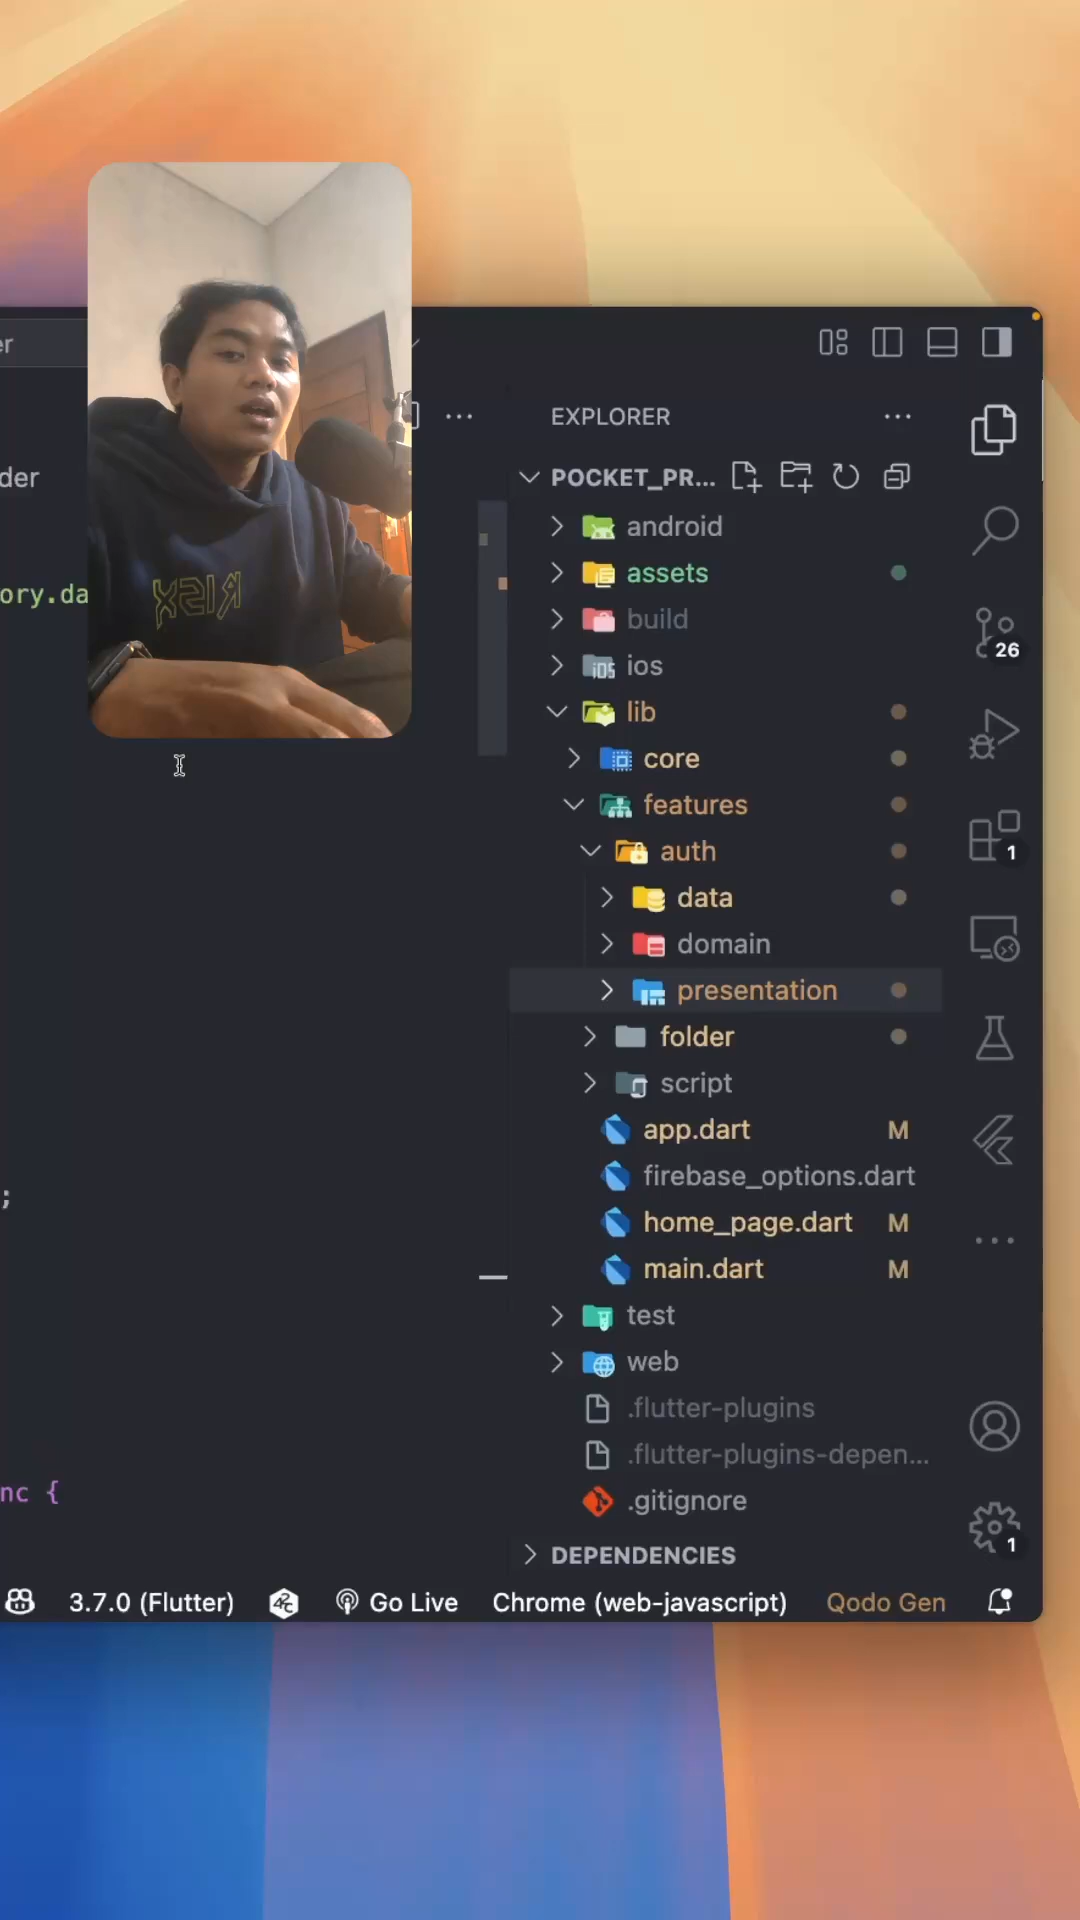 er
EXPLORER
der
POCKET_PR...
android
ory.da
assets
build
ios
lib
core
features
auth
data
domain
presentation
folder
script
app.dart M
;
firebase_options.dart
home_page.dart M
main.dart M
test
web
.flutter-plugins
.flutter-plugins-depen...
nc {
.gitignore
DEPENDENCIES
3.7.0 (Flutter) Go Live Chrome (web-javascript) Qodo Gen
RISX
26
1
1